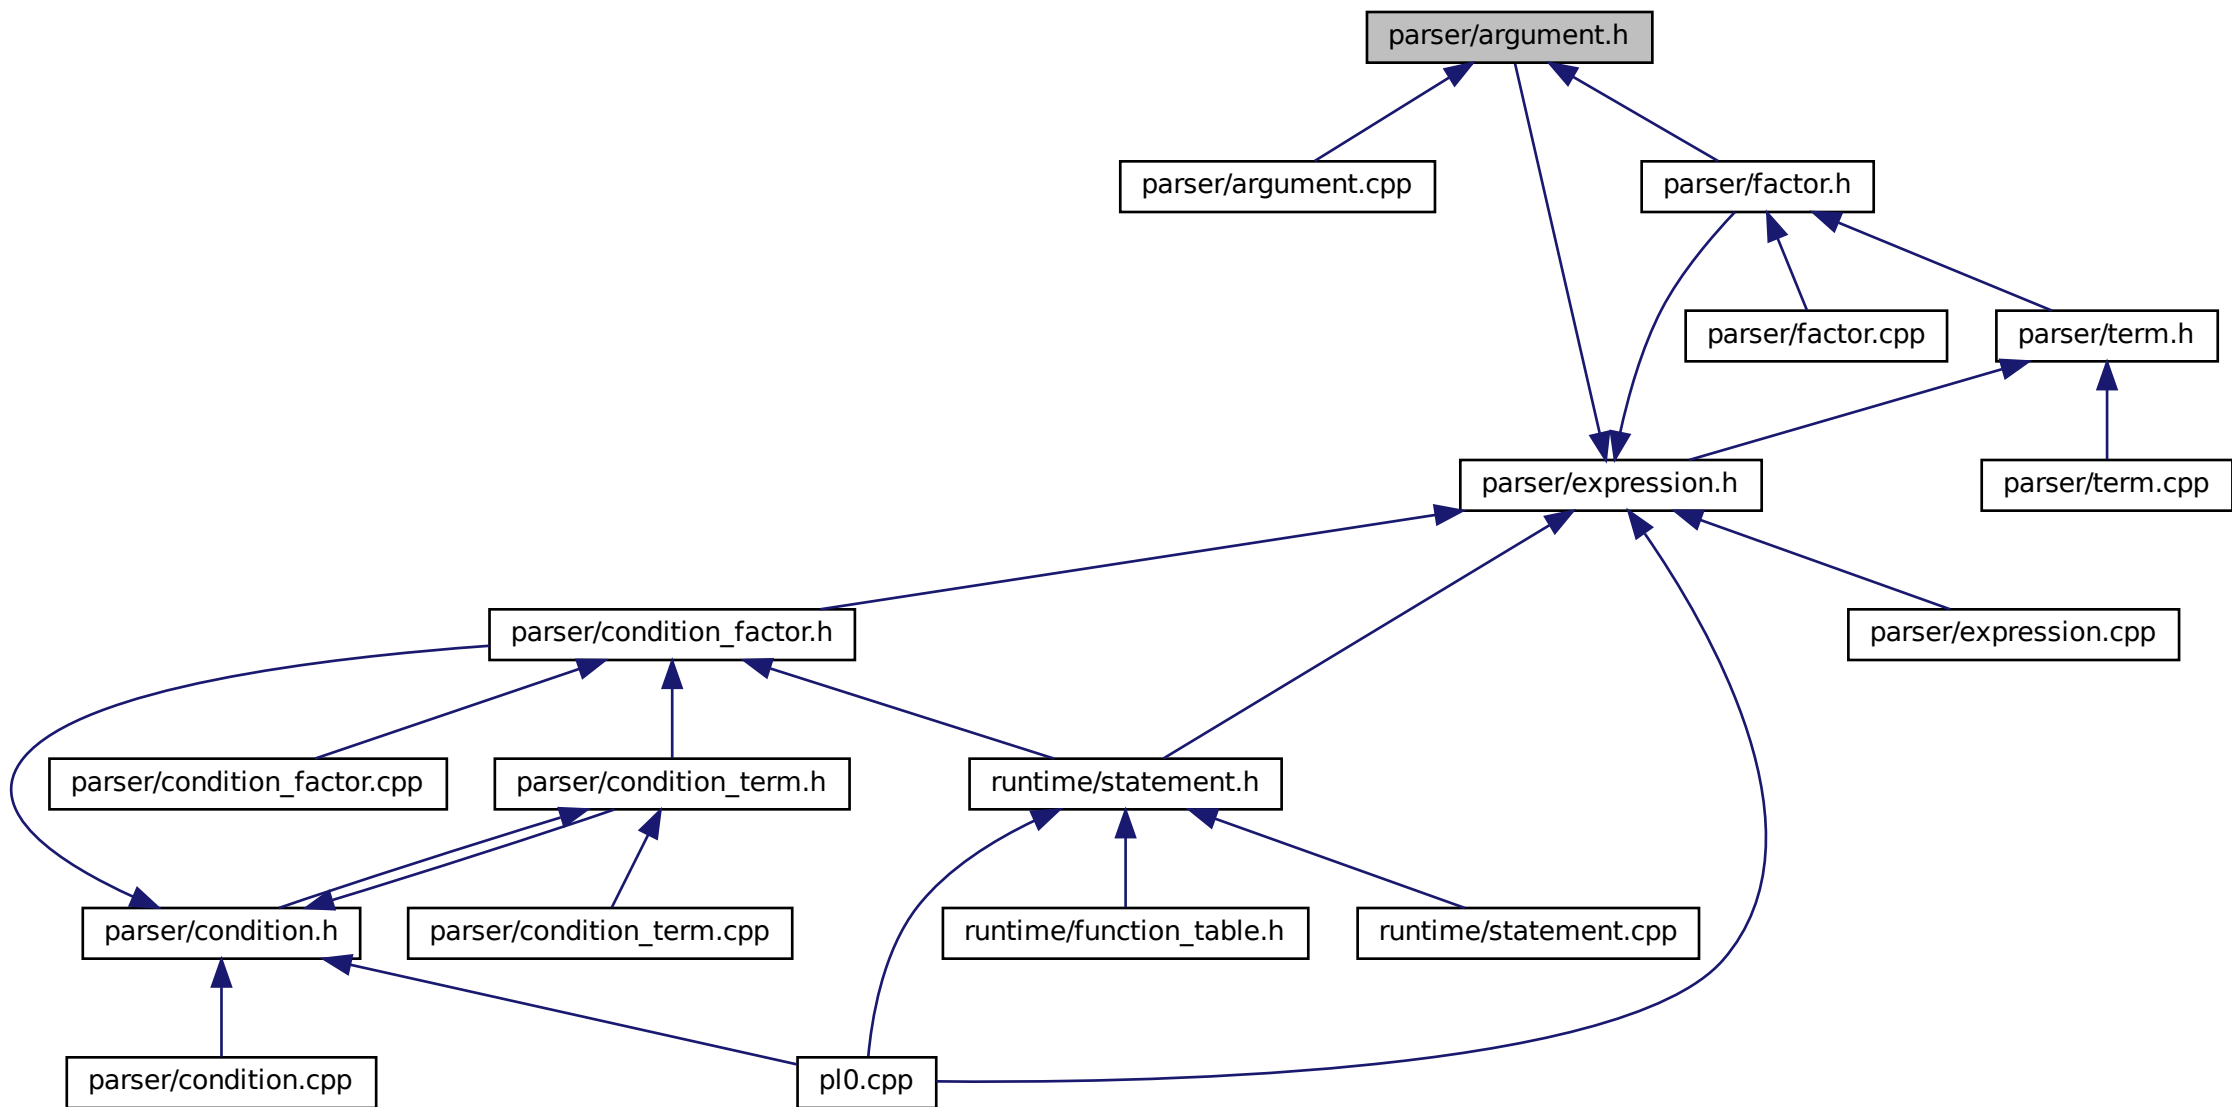 parser/argument.h
parser/argument.cpp
parser/factor.h
parser/factor.cpp
parser/term.h
parser/expression.h
parser/term.cpp
parser/condition_factor.h
parser/expression.cpp
parser/condition_factor.cpp
parser/condition_term.h
runtime/statement.h
parser/condition.h
parser/condition_term.cpp
runtime/function_table.h
runtime/statement.cpp
parser/condition.cpp
pl0.cpp